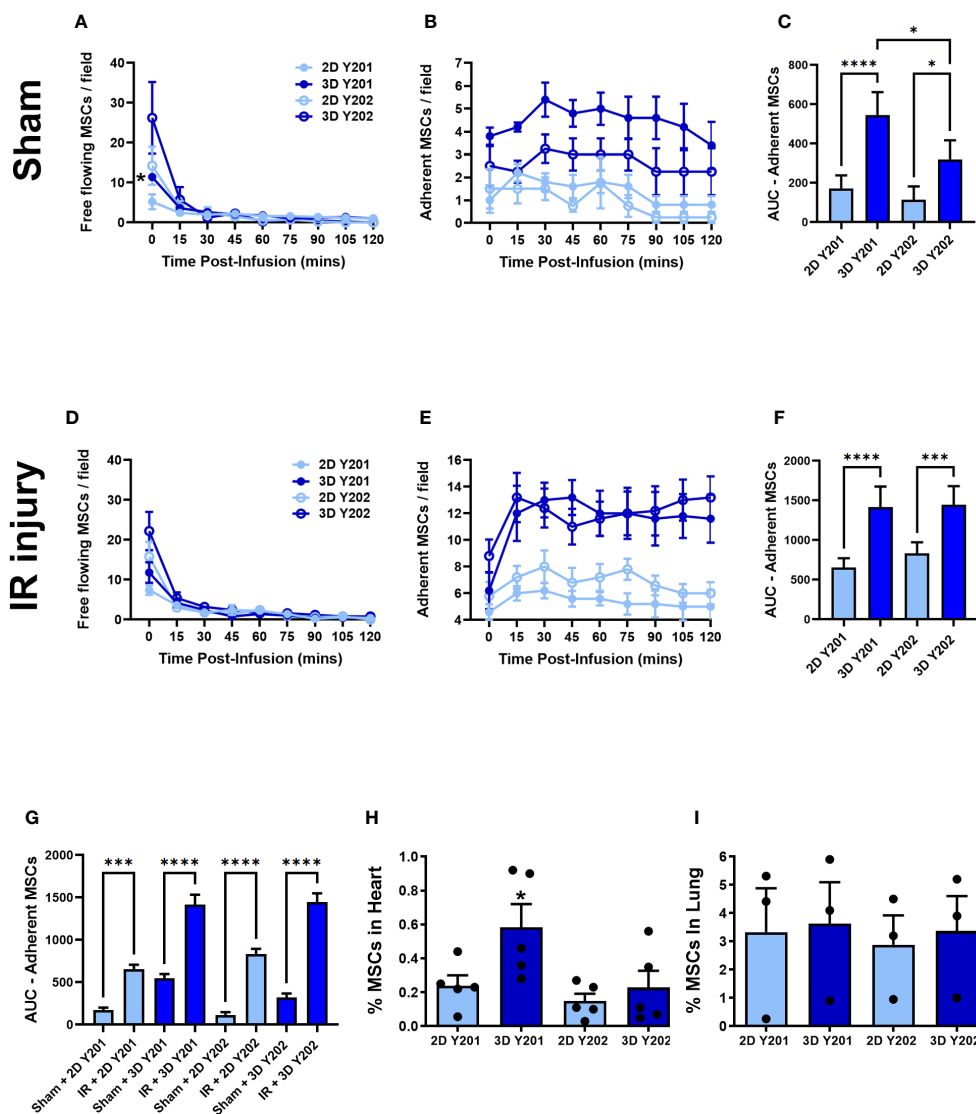 Sham
A
Free flowing MSCs / field
40
30
20
10
0
*
2D Y201
3D Y201
2D Y202
3D Y202
0 15 30 45 60 75 90 105 120
Time Post-Infusion (mins)
B
Adherent MSCs / field
7
6
5
4
3
2
1
0
0 15 30 45 60 75 90 105 120
Time Post-Infusion (mins)
C
AUC - Adherent MSCs
800
600
400
200
0
*
**** *
2D Y201
3D Y201
2D Y202
3D Y202
IR injury
D
Free flowing MSCs / field
40
30
20
10
0
2D Y201
3D Y201
2D Y202
3D Y202
0 15 30 45 60 75 90 105 120
Time Post-Infusion (mins)
E
Adherent MSCs / field
16
14
12
10
8
6
4
0 15 30 45 60 75 90 105 120
Time Post-Infusion (mins)
F
AUC - Adherent MSCs
2000
1500
1000
500
0
**** ***
2D Y201
3D Y201
2D Y202
3D Y202
G
AUC - Adherent MSCs
2000
1500
1000
500
0
*** **** **** ****
Sham + 2D Y201
IR + 2D Y201
Sham + 3D Y201
IR + 3D Y201
Sham + 2D Y202
IR + 2D Y202
Sham + 3D Y202
IR + 3D Y202
H
% MSCs in Heart
1.0
0.8
0.6
0.4
0.2
0.0
*
2D Y201 3D Y201 2D Y202 3D Y202
I
% MSCs In Lung
6
5
4
3
2
1
0
2D Y201 3D Y201 2D Y202 3D Y202